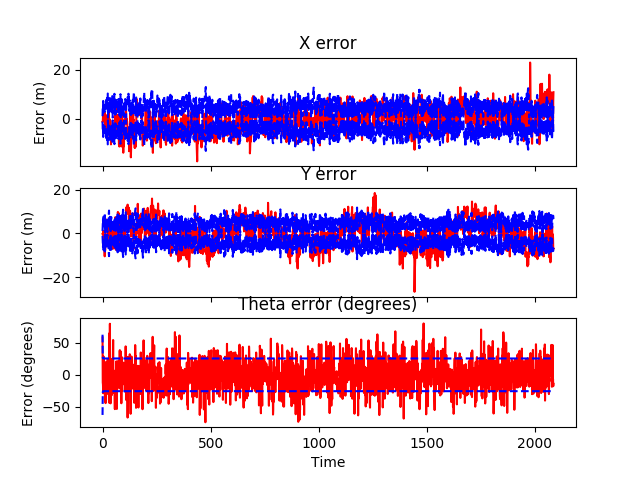 X error
20
0
Error (m)
Y error
20
0
−20
Error (m)
Theta error (degrees)
50
0
−50
Error (degrees)
0 500 1000 1500 2000
Time